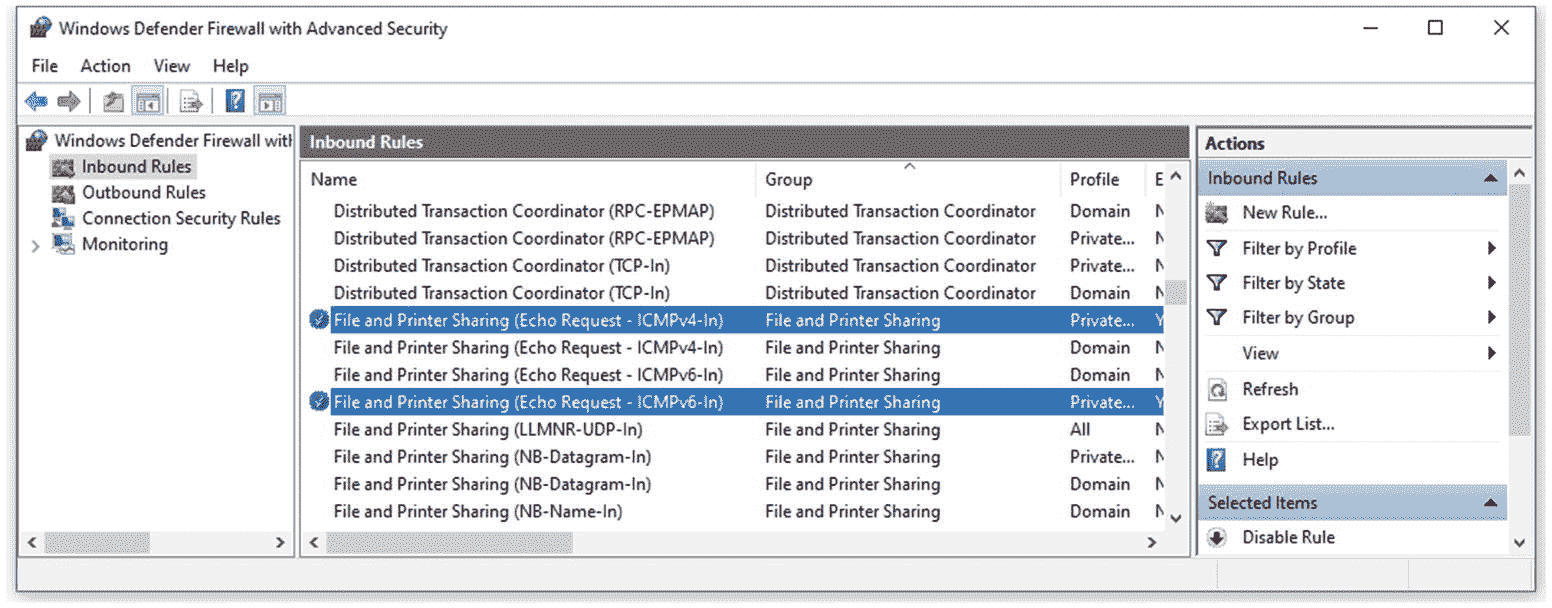 Windows Defender Firewall with Advanced Security
File Action View Help
Windows Defender Firewall with
Inbound Rules
Outbound Rules
Connection Security Rules
Monitoring
Inbound Rules
Name Group Profile E
Distributed Transaction Coordinator (RPC-EPMAP) Distributed Transaction Coordinator Domain N
Distributed Transaction Coordinator (RPC-EPMAP) Distributed Transaction Coordinator Private... N
Distributed Transaction Coordinator (TCP-In) Distributed Transaction Coordinator Private... N
Distributed Transaction Coordinator (TCP-In) Distributed Transaction Coordinator Domain N
File and Printer Sharing (Echo Request - ICMPv4-In) File and Printer Sharing Private... Y
File and Printer Sharing (Echo Request - ICMPv4-In) File and Printer Sharing Domain N
File and Printer Sharing (Echo Request - ICMPv6-In) File and Printer Sharing Domain N
File and Printer Sharing (Echo Request - ICMPv6-In) File and Printer Sharing Private... Y
File and Printer Sharing (LLMNR-UDP-In) File and Printer Sharing All N
File and Printer Sharing (NB-Datagram-In) File and Printer Sharing Private... N
File and Printer Sharing (NB-Datagram-In) File and Printer Sharing Domain N
File and Printer Sharing (NB-Name-In) File and Printer Sharing Domain N
Actions
Inbound Rules
New Rule...
Filter by Profile
Filter by State
Filter by Group
View
Refresh
Export List...
Help
Selected Items
Disable Rule